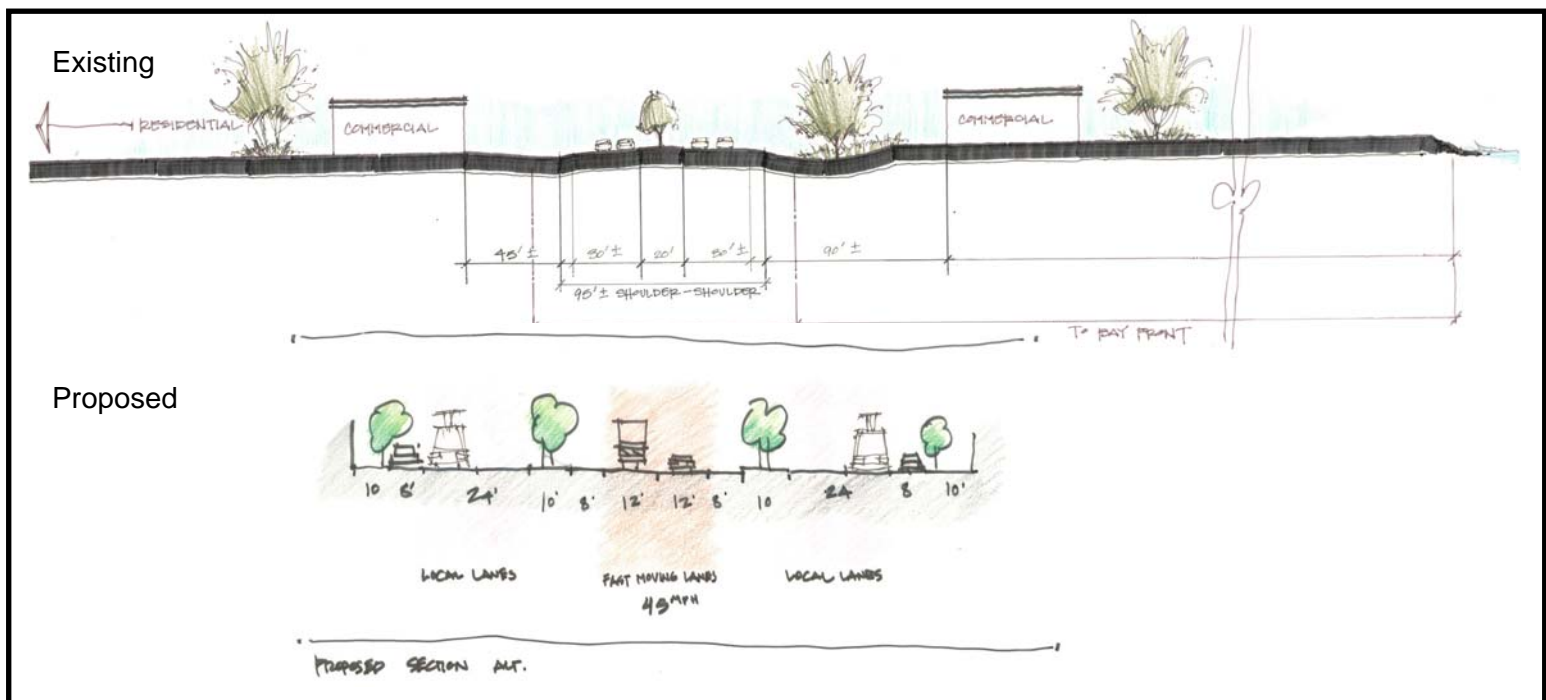 Existing
RESIDENTIAL
COMMERCIAL
COMMERCIAL
45' ± 30' ± 20' 30' ± 90' ±
95' ± SHOULDER-SHOULDER
TO BAY FRONT
Proposed
10 8' 24' 10' 8' 12' 12' 8' 10 24 8 10'
LOCAL LANES FAST MOVING LANES LOCAL LANES
45 MPH
PROPOSED SECTION ALT.